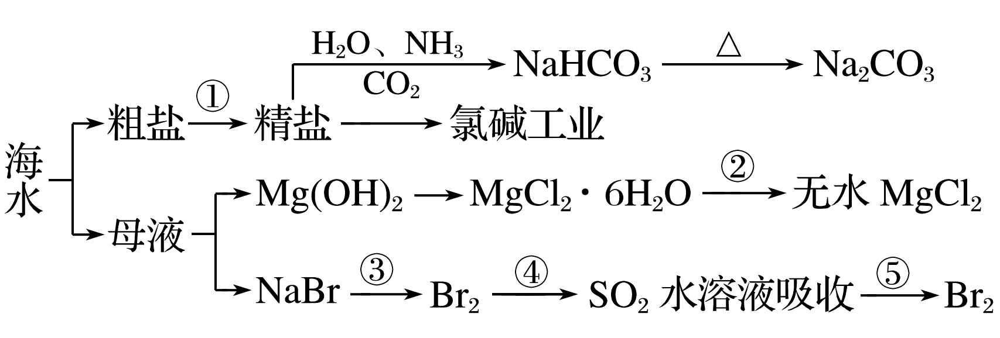 H₂O、NH₃
CO₂
NaHCO₃ △ Na₂CO₃
粗盐 ① 精盐 氯碱工业
海水
Mg(OH)₂ MgCl₂·6H₂O ② 无水 MgCl₂
母液
NaBr ③ Br₂ ④ SO₂ 水溶液吸收 ⑤ Br₂